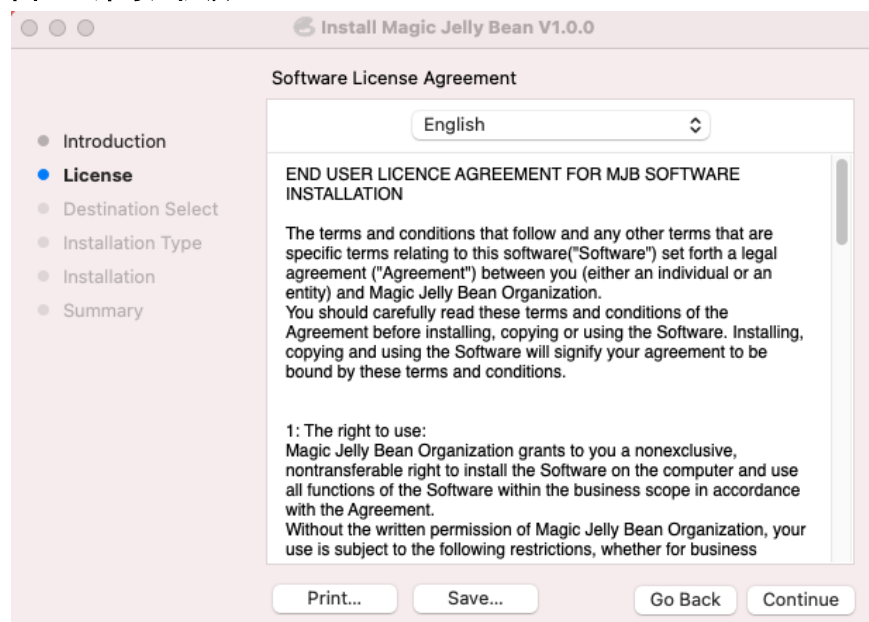 Install Magic Jelly Bean V1.0.0
Software License Agreement
English
Introduction
License
Destination Select
Installation Type
Installation
Summary
END USER LICENCE AGREEMENT FOR MJB SOFTWARE
INSTALLATION
The terms and conditions that follow and any other terms that are
specific terms relating to this software("Software") set forth a legal
agreement ("Agreement") between you (either an individual or an
entity) and Magic Jelly Bean Organization.
You should carefully read these terms and conditions of the
Agreement before installing, copying or using the Software. Installing,
copying and using the Software will signify your agreement to be
bound by these terms and conditions.
1: The right to use:
Magic Jelly Bean Organization grants to you a nonexclusive,
nontransferable right to install the Software on the computer and use
all functions of the Software within the business scope in accordance
with the Agreement.
Without the written permission of Magic Jelly Bean Organization, your
use is subject to the following restrictions, whether for business
Print...
Save...
Go Back
Continue